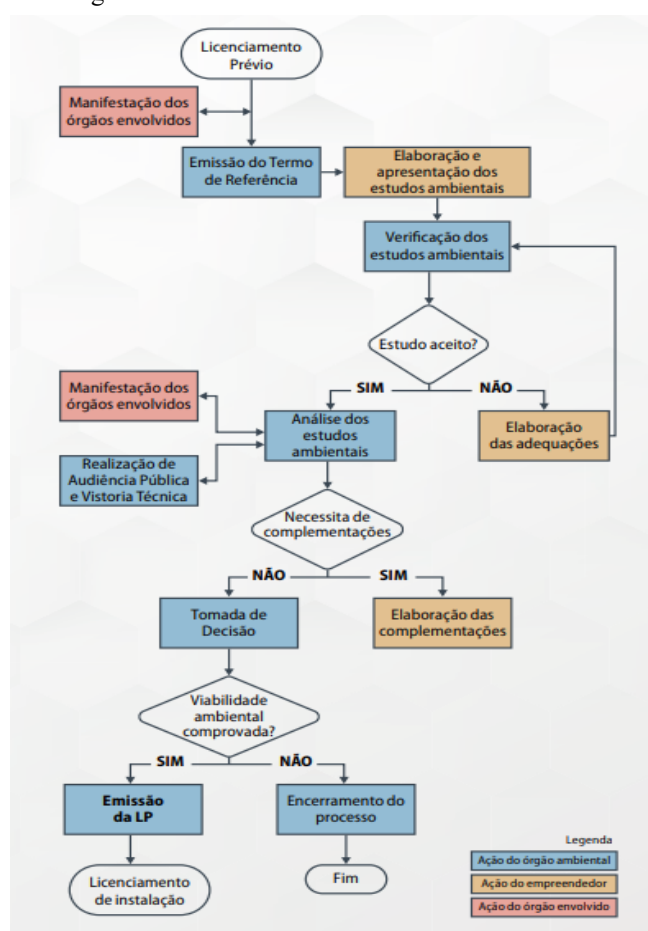 Licenciamento
Prévio
Manifestação dos
órgãos envolvidos
Emissão do Termo
de Referência
Elaboração e
apresentação dos
estudos ambientais
Verificação dos
estudos ambientais
Estudo aceito?
SIM
NÃO
Manifestação dos
órgãos envolvidos
Análise dos
estudos
ambientais
Elaboração
das adequações
Realização de
Audiência Pública
e Vistoria Técnica
Necessita de
complementações
NÃO
SIM
Tomada de
Decisão
Elaboração das
complementações
Viabilidade
ambiental
comprovada?
SIM
NÃO
Emissão
da LP
Encerramento do
processo
Licenciamento
de instalação
Fim
Legenda
Ação do órgão ambiental
Ação do empreendedor
Ação do órgão envolvido